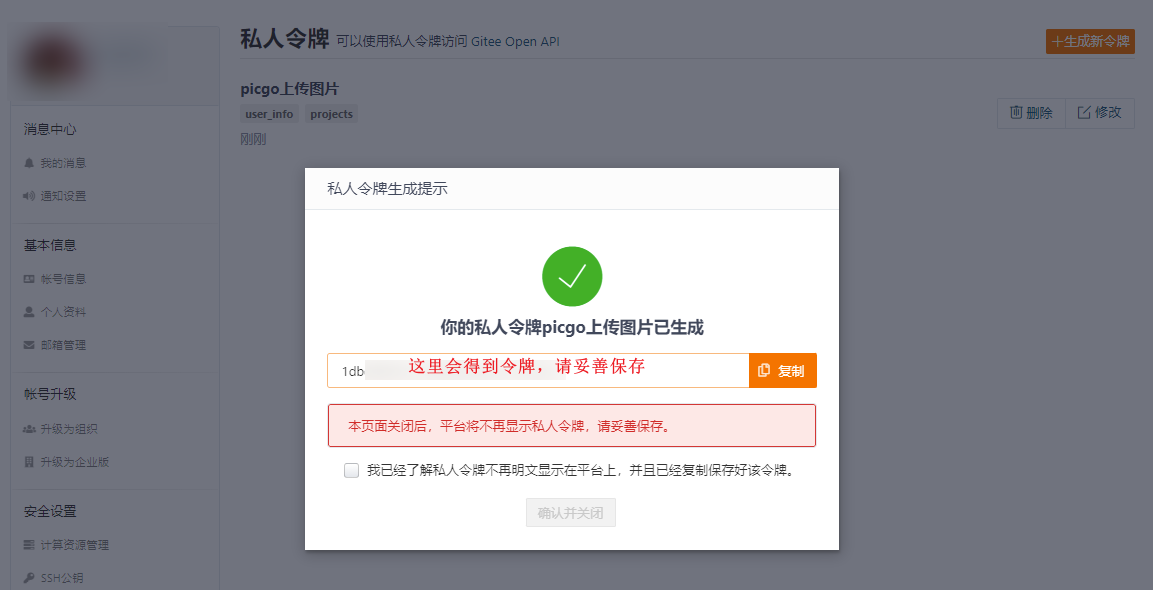 私人令牌 可以使用私人令牌访问 Gitee Open API
+生成新令牌
picgo上传图片
user_info projects
删除 修改
刚刚
消息中心
我的消息
通知设置
基本信息
帐号信息
个人资料
邮箱管理
帐号升级
升级为组织
升级为企业版
安全设置
计算资源管理
SSH公钥
私人令牌生成提示
你的私人令牌picgo上传图片已生成
1db 这里会得到令牌，请妥善保存 复制
本页面关闭后，平台将不再显示私人令牌，请妥善保存。
我已经了解私人令牌不再明文显示在平台上，并且已经复制保存好该令牌。
确认并关闭